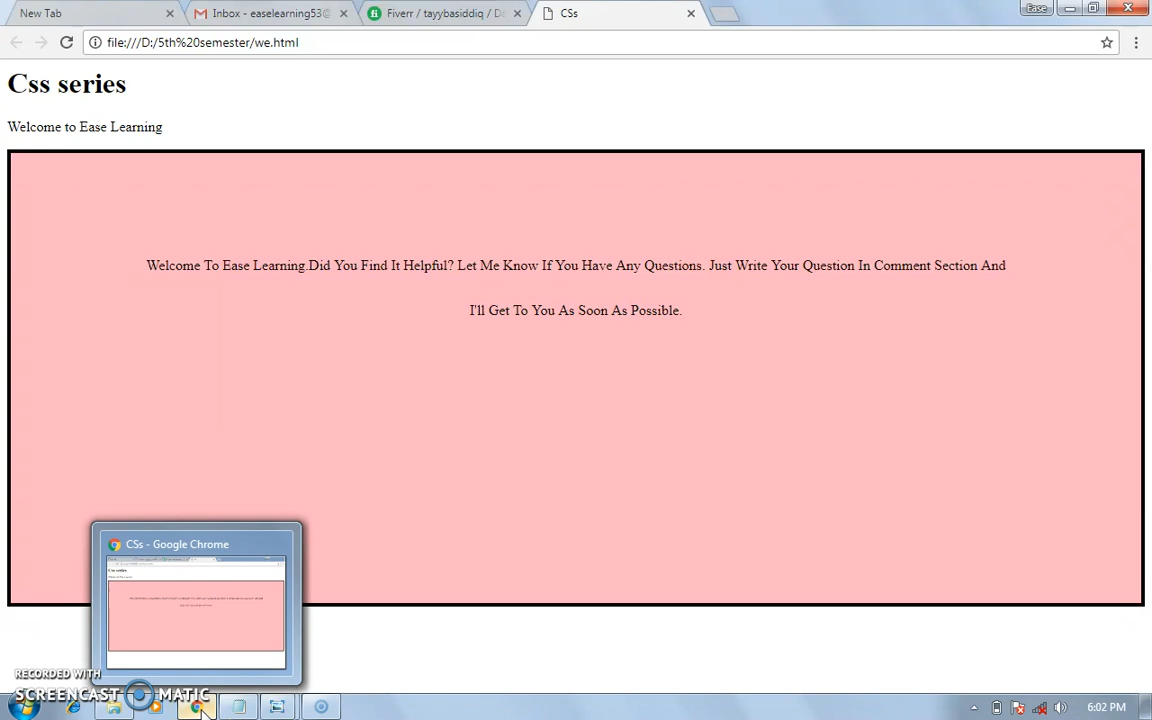 New Tab
Inbox - easelearning53@
Fiverr / tayybasiddiq / Da
CSs
Ease
file:///D:/5th%20semester/we.html
Css series
Welcome to Ease Learning
Welcome To Ease Learning.Did You Find It Helpful? Let Me Know If You Have Any Questions. Just Write Your Question In Comment Section And
I'll Get To You As Soon As Possible.
CSs - Google Chrome
RECORDED WITH
SCREENCAST MATIC
6:02 PM